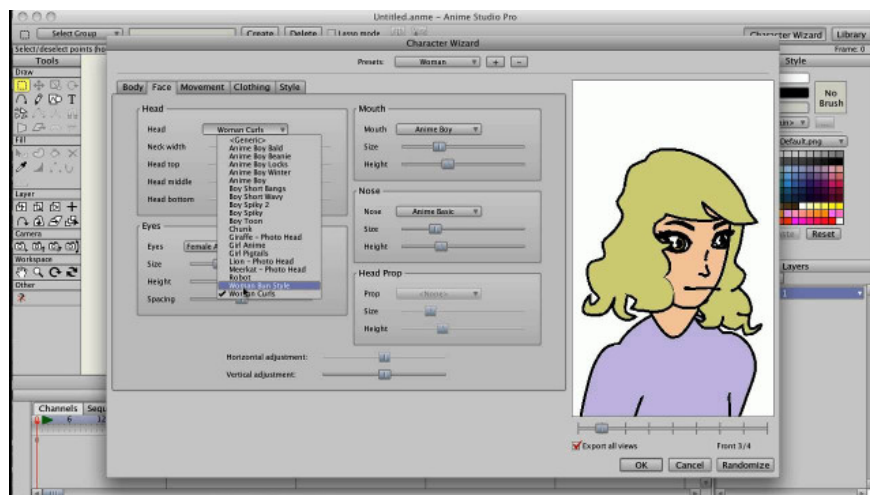 Untitled.anme - Anime Studio Pro
Select Group
Create
Delete
Lasso mode
Character Wizard
Library
Select/deselect points (ho
Frame: 0
Tools
Draw
Fill
Layer
Camera
Workspace
Other
Character Wizard
Presets:
Woman
Body
Face
Movement
Clothing
Style
Head
Head
Woman Curls
Neck width
Head top
Head middle
Head bottom
<Generic>
Anime Boy Bald
Anime Boy Beanie
Anime Boy Locks
Anime Boy Winter
Anime Boy
Boy Short Bangs
Boy Short Wavy
Boy Spiky 2
Boy Spiky
Boy Toon
Chunk
Giraffe - Photo Head
Girl Anime
Girl Pigtails
Lion - Photo Head
Meerkat - Photo Head
Robot
Woman Bun Style
Woman Curls
Eyes
Eyes
Female A
Size
Height
Spacing
Mouth
Mouth
Anime Boy
Size
Height
Nose
Nose
Anime Basic
Size
Height
Head Prop
Prop
<None>
Size
Height
Horizontal adjustment:
Vertical adjustment:
Export all views
Front 3/4
OK
Cancel
Randomize
Style
No
Brush
Default.png
Reset
Layers
1
Channels
Sequ
0
6
12